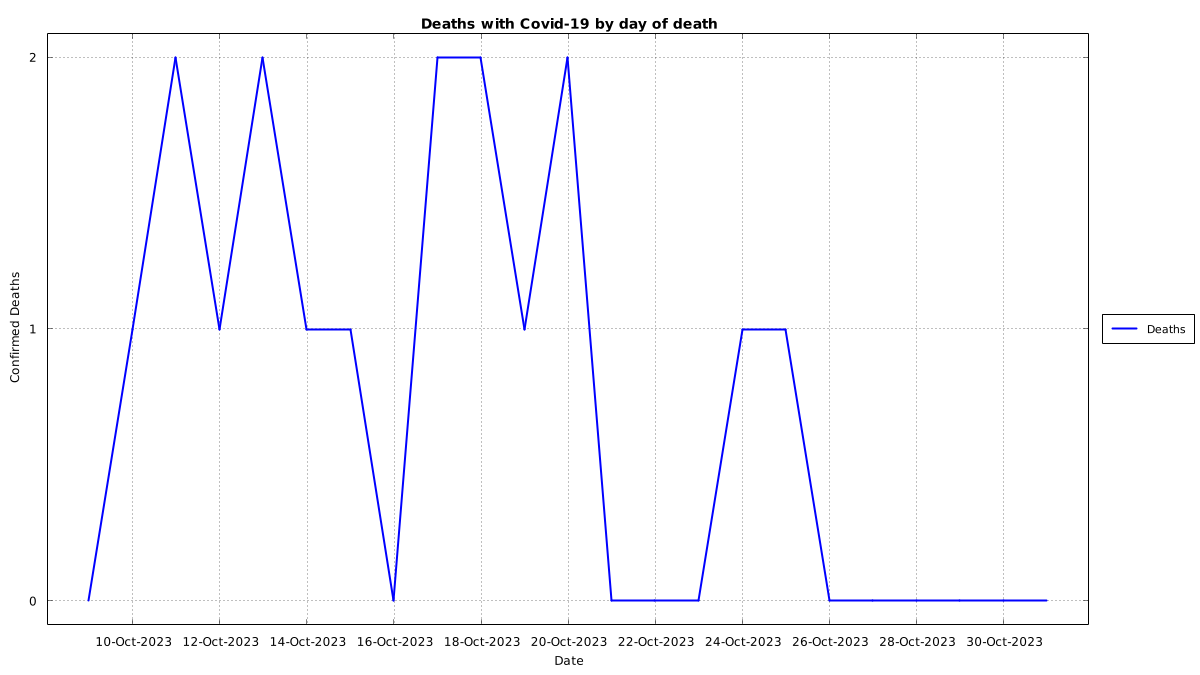 Deaths with Covid-19 by day of death
2
1
0
Confirmed Deaths
Deaths
10-Oct-2023 12-Oct-2023 14-Oct-2023 16-Oct-2023 18-Oct-2023 20-Oct-2023 22-Oct-2023 24-Oct-2023 26-Oct-2023 28-Oct-2023 30-Oct-2023
Date